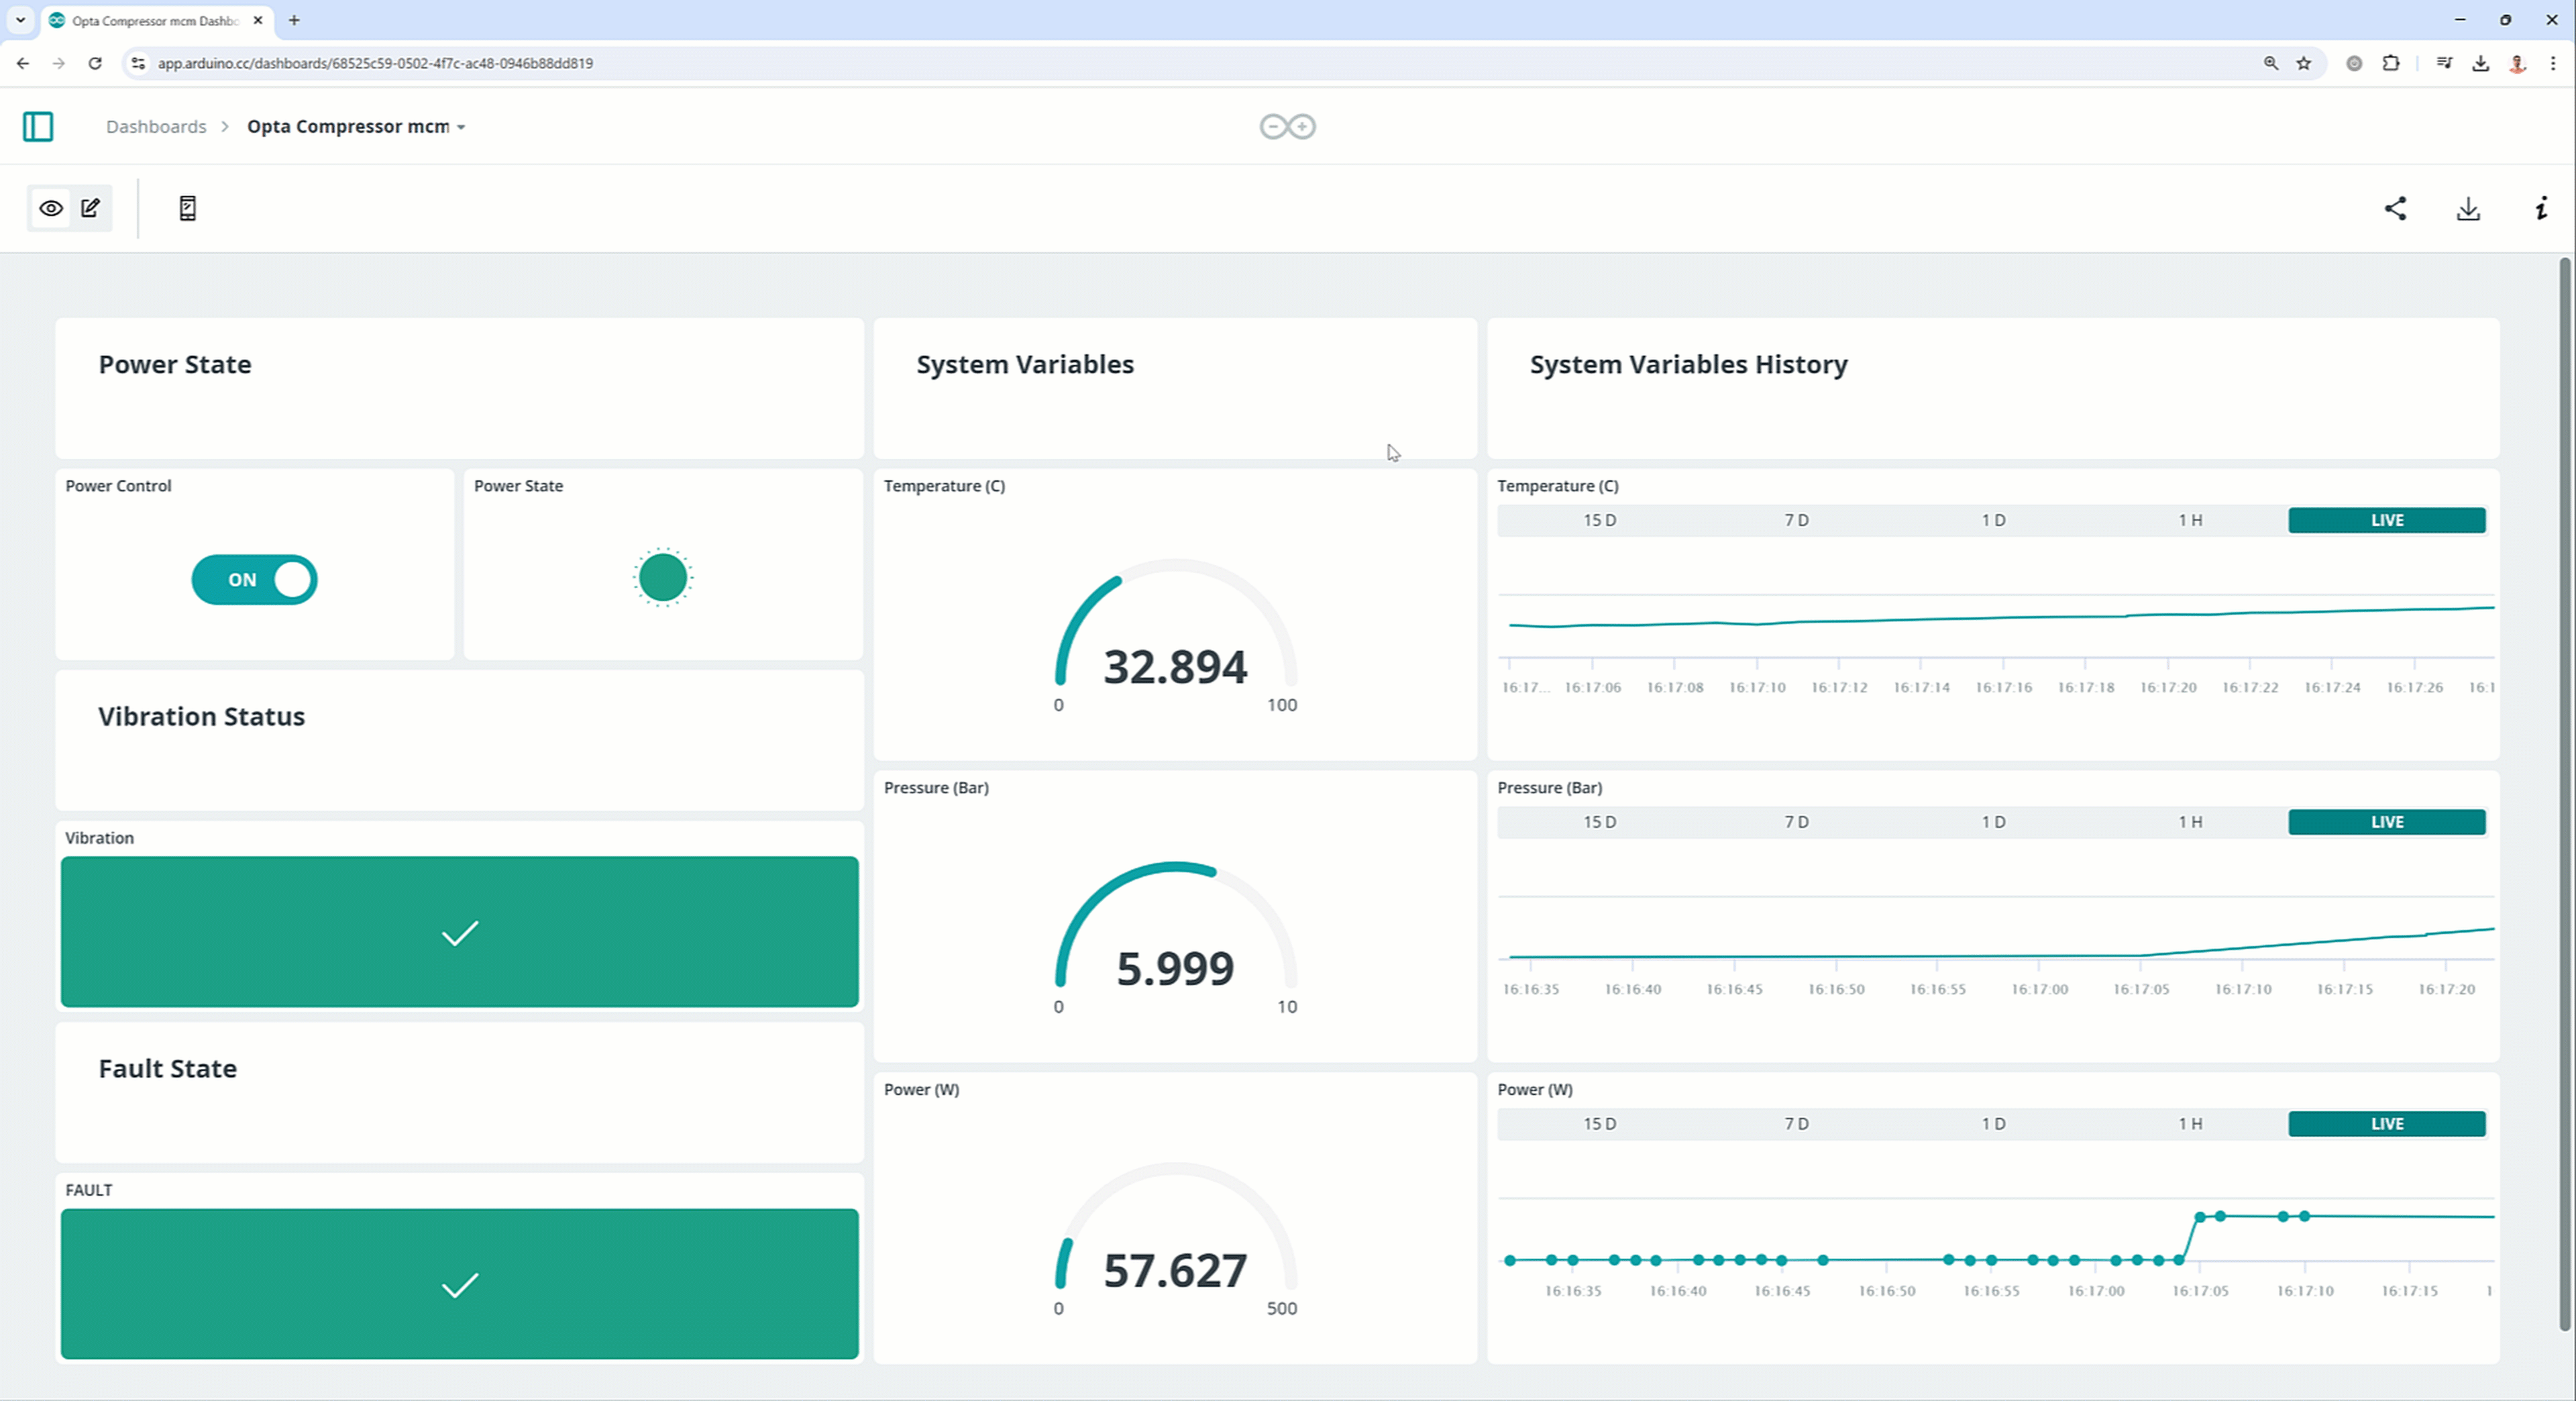 Opta Compressor mcm Dashbo
app.arduino.cc/dashboards/68525c59-0502-4f7c-ac48-0946b88dd819
Dashboards > Opta Compressor mcm
Power State
System Variables
System Variables History
Power Control
ON
Power State
Vibration Status
Vibration
Fault State
FAULT
Temperature (C)
32.894
0 100
Pressure (Bar)
5.999
0 10
Power (W)
57.627
0 500
Temperature (C)
15 D 7 D 1 D 1 H LIVE
16:17... 16:17:06 16:17:08 16:17:10 16:17:12 16:17:14 16:17:16 16:17:18 16:17:20 16:17:22 16:17:24 16:17:26 16:1
Pressure (Bar)
15 D 7 D 1 D 1 H LIVE
16:16:35 16:16:40 16:16:45 16:16:50 16:16:55 16:17:00 16:17:05 16:17:10 16:17:15 16:17:20
Power (W)
15 D 7 D 1 D 1 H LIVE
16:16:35 16:16:40 16:16:45 16:16:50 16:16:55 16:17:00 16:17:05 16:17:10 16:17:15 1